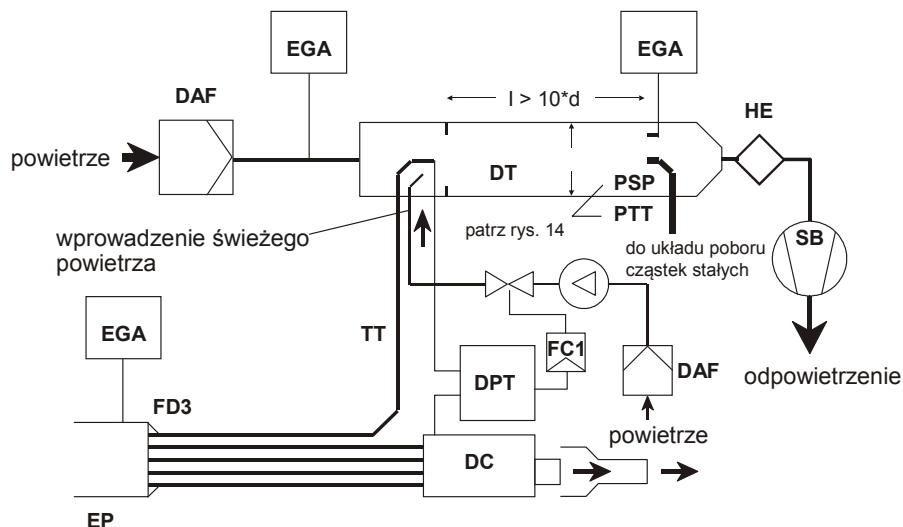 EGA
EGA
DAF
l > 10*d
HE
powietrze
DT
PSP
PTT
SB
wprowadzenie świeżego
powietrza
patrz rys. 14
do układu poboru
cząstek stałych
EGA
TT
FC1
DPT
DAF
odpowietrzenie
FD3
powietrze
DC
EP